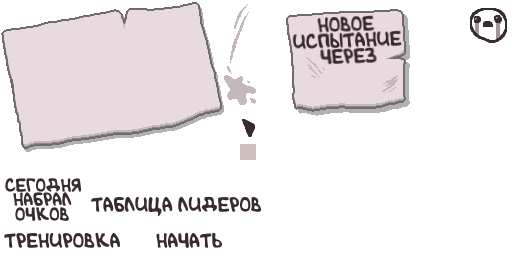 НОВОЕ
ИСПЫТАНИЕ
ЧЕРЕЗ
СЕГОДНЯ
НАБРАЛ
ОЧКОВ
ТАБЛИЦА ЛИДЕРОВ
ТРЕНИРОВКА
НАЧАТЬ